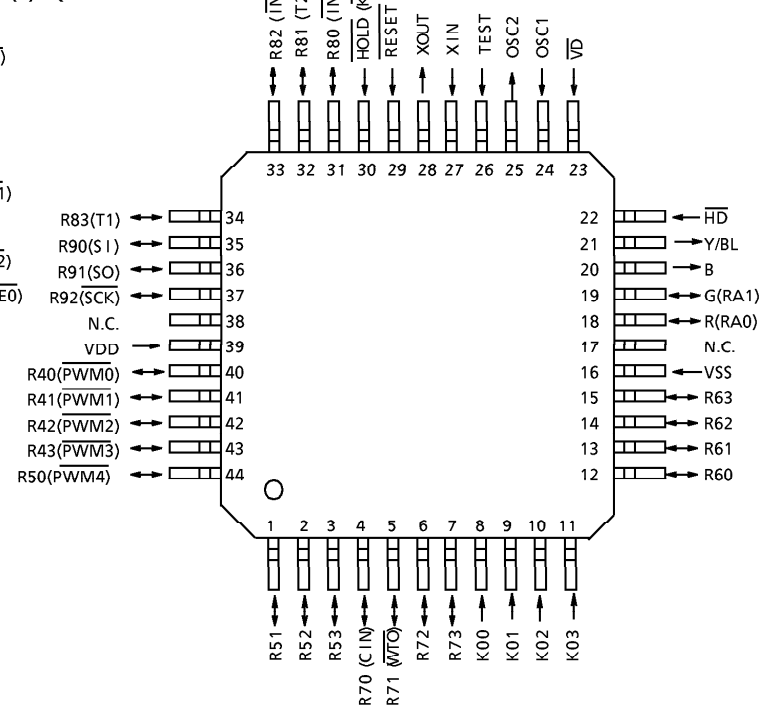 R82 (IN
R81 (T2
R80 (IN
HOLD (K
RESET
XOUT
XIN
TEST
OSC2
OSC1
VD
33 32 31 30 29 28 27 26 25 24 23
R83(T1) 34
R90(SI) 35
R91(SO) 36
R92(SCK) 37
N.C. 38
VDD 39
R40(PWM0) 40
R41(PWM1) 41
R42(PWM2) 42
R43(PWM3) 43
R50(PWM4) 44
22 HD
21 Y/BL
20 B
19 G(RA1)
18 R(RA0)
17 N.C.
16 VSS
15 R63
14 R62
13 R61
12 R60
1 2 3 4 5 6 7 8 9 10 11
R51
R52
R53
R70 (CIN)
R71 (WTO)
R72
R73
K00
K01
K02
K03
1)
2)
E0)